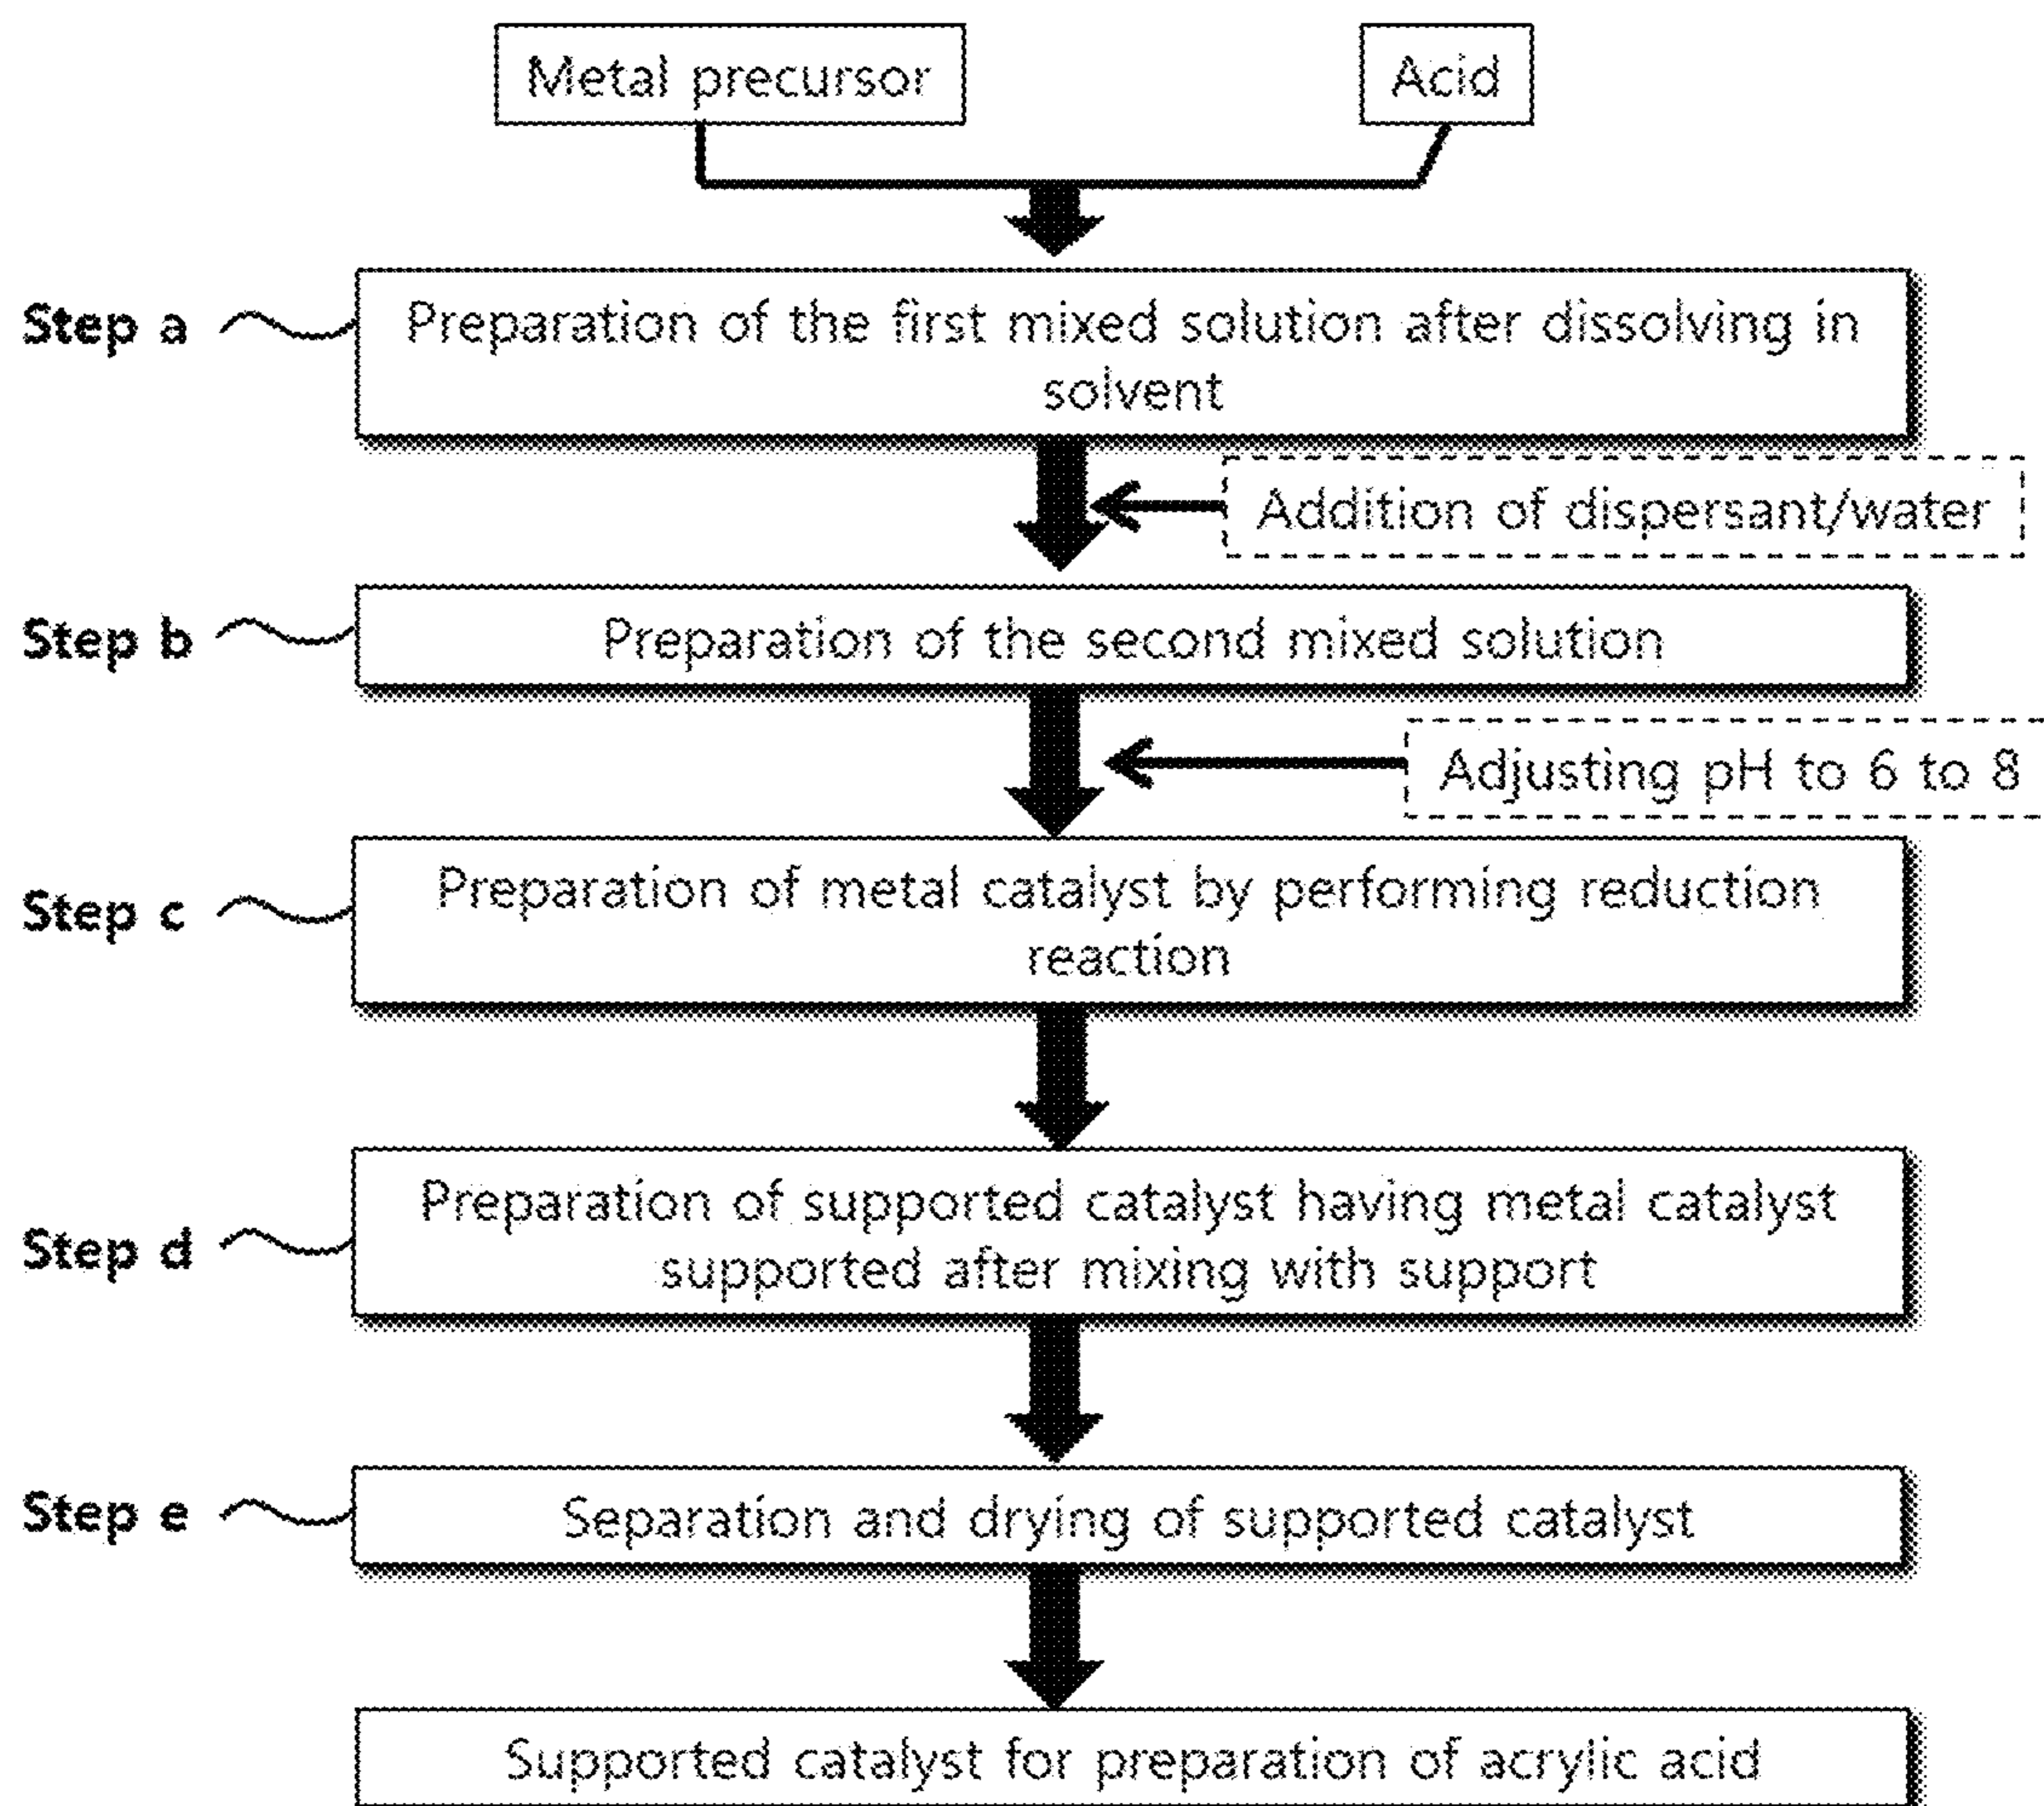 Metal precursor
Acid
Step a
Preparation of the first mixed solution after dissolving in
solvent
Addition of dispersant/water
Step b
Preparation of the second mixed solution
Adjusting pH to 6 to 8
Step c
Preparation of metal catalyst by performing reduction
reaction
Step d
Preparation of supported catalyst having metal catalyst
supported after mixing with support
Step e
Separation and drying of supported catalyst
Supported catalyst for preparation of acrylic acid